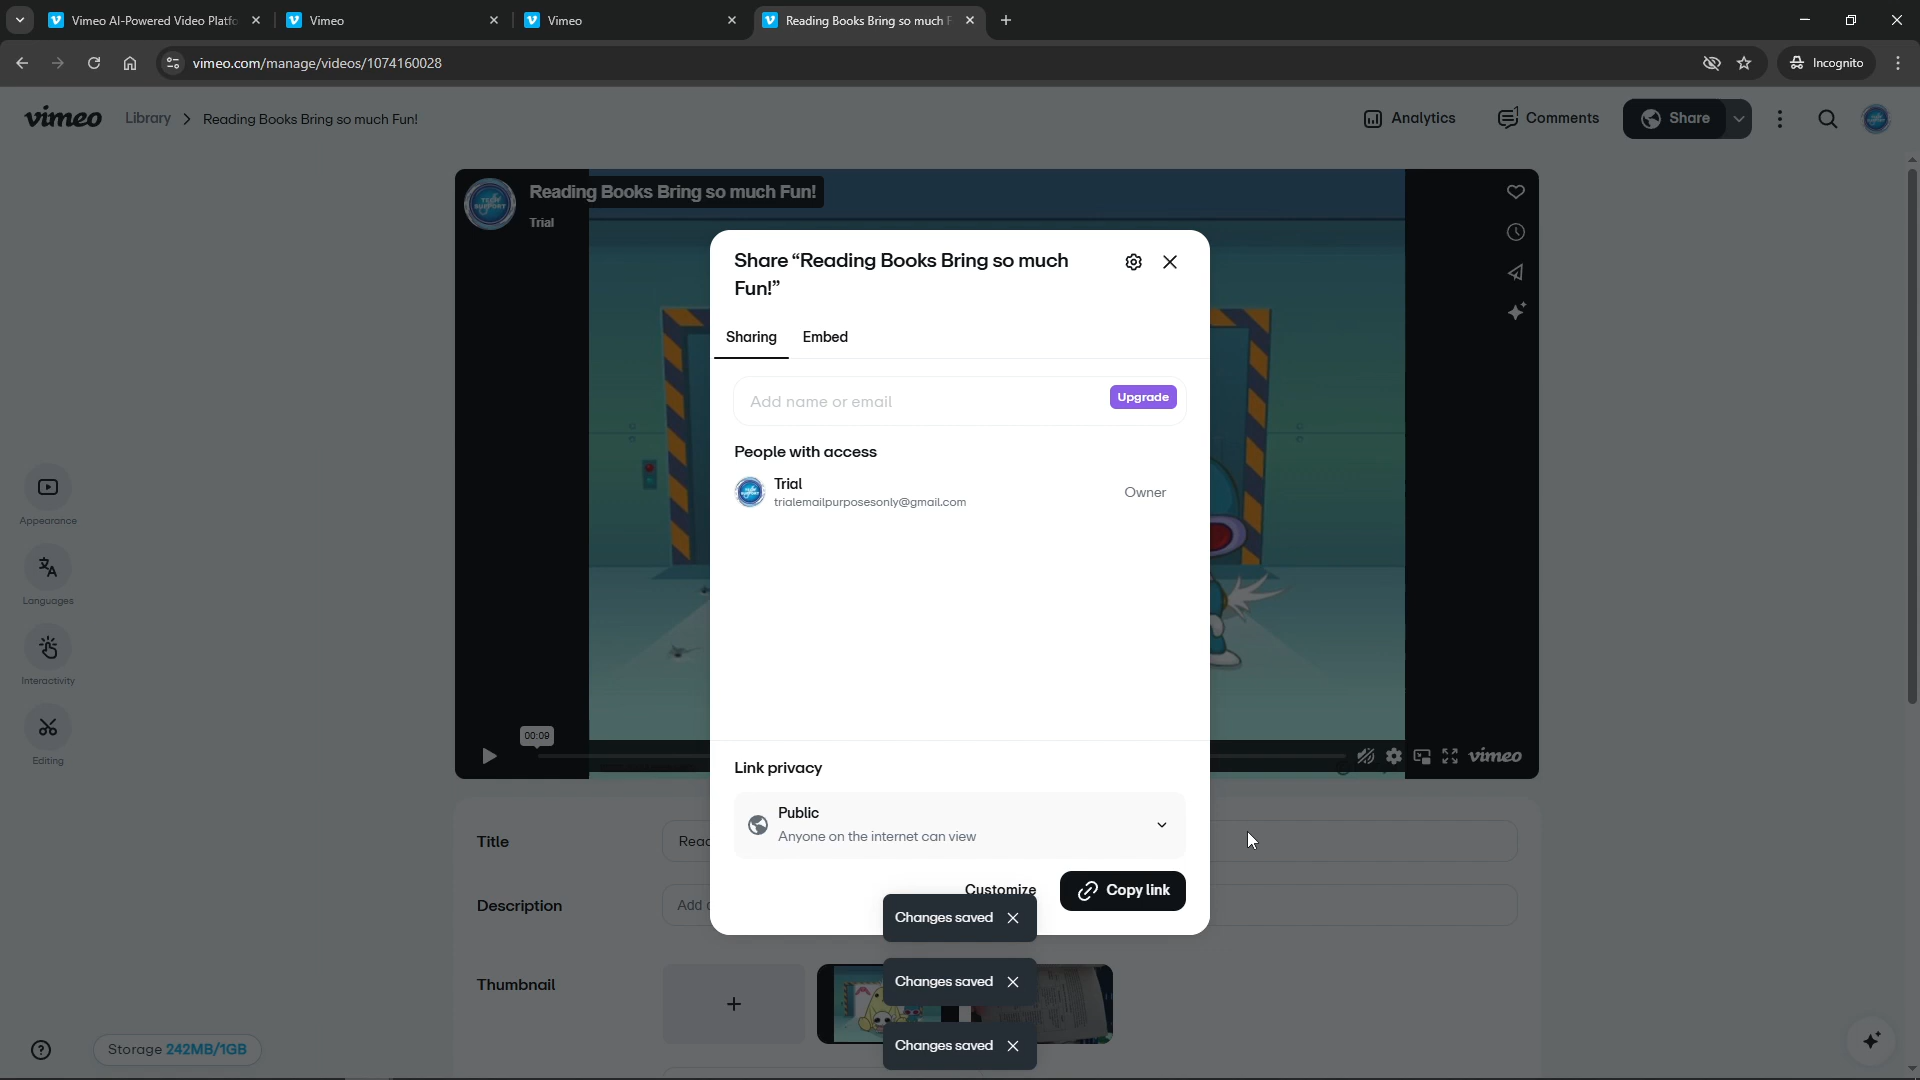 Vimeo AI-Powered Video Platfo
Vimeo
Vimeo
Reading Books Bring so much F
vimeo.com/manage/videos/1074160028
Incognito
vimeo
Library
Reading Books Bring so much Fun!
Analytics
Comments
Share
TECH SUPPORT
Reading Books Bring so much Fun!
Trial
Share “Reading Books Bring so much
Fun!”
Sharing
Embed
Add name or email
Upgrade
People with access
Trial
trialemailpurposesonly@gmail.com
Owner
Appearance
Languages
Interactivity
Editing
00:09
vimeo
Link privacy
Public
Anyone on the internet can view
Customize
Copy link
Title
Read
Description
Add
Thumbnail
Changes saved
Changes saved
Changes saved
Storage 242MB/1GB